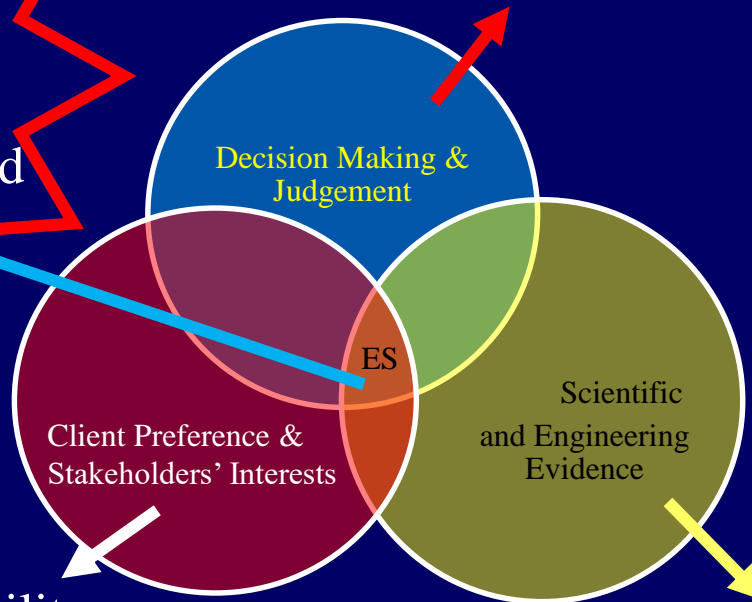 Decision Making &
Judgement
ES
Scientific
and Engineering
Evidence
Client Preference &
Stakeholders' Interests